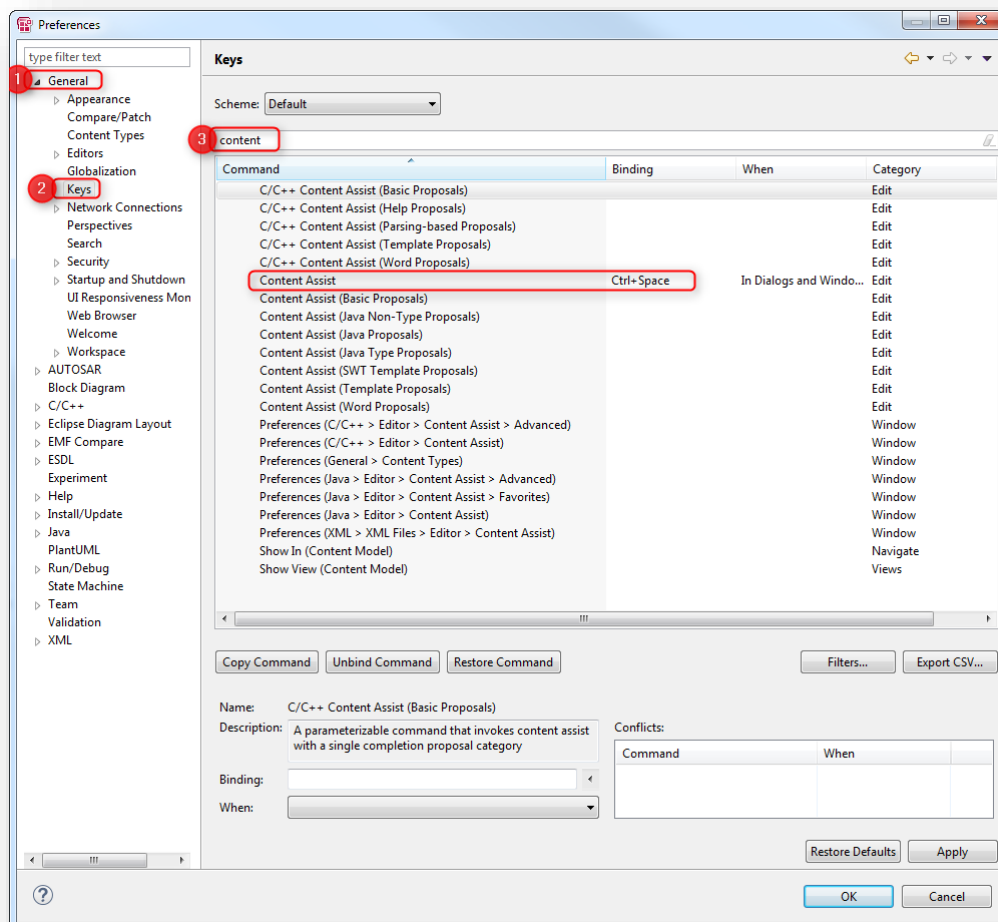 Preferences
type filter text
1
General
Appearance
Compare/Patch
Content Types
Editors
Globalization
2
Keys
Network Connections
Perspectives
Search
Security
Startup and Shutdown
UI Responsiveness Mon
Web Browser
Welcome
Workspace
AUTOSAR
Block Diagram
C/C++
Eclipse Diagram Layout
EMF Compare
ESDL
Experiment
Help
Install/Update
Java
PlantUML
Run/Debug
State Machine
Team
Validation
XML
Keys
Scheme: Default
3
content
Command Binding When Category
C/C++ Content Assist (Basic Proposals) Edit
C/C++ Content Assist (Help Proposals) Edit
C/C++ Content Assist (Parsing-based Proposals) Edit
C/C++ Content Assist (Template Proposals) Edit
C/C++ Content Assist (Word Proposals) Edit
Content Assist Ctrl+Space In Dialogs and Windo... Edit
Content Assist (Basic Proposals) Edit
Content Assist (Java Non-Type Proposals) Edit
Content Assist (Java Proposals) Edit
Content Assist (Java Type Proposals) Edit
Content Assist (SWT Template Proposals) Edit
Content Assist (Template Proposals) Edit
Content Assist (Word Proposals) Edit
Preferences (C/C++ > Editor > Content Assist > Advanced) Window
Preferences (C/C++ > Editor > Content Assist) Window
Preferences (General > Content Types) Window
Preferences (Java > Editor > Content Assist > Advanced) Window
Preferences (Java > Editor > Content Assist > Favorites) Window
Preferences (Java > Editor > Content Assist) Window
Preferences (XML > XML Files > Editor > Content Assist) Window
Show In (Content Model) Navigate
Show View (Content Model) Views
Copy Command Unbind Command Restore Command Filters... Export CSV...
Name: C/C++ Content Assist (Basic Proposals)
Description: A parameterizable command that invokes content assist
with a single completion proposal category
Binding:
When:
Conflicts:
Command When
Restore Defaults Apply
OK Cancel